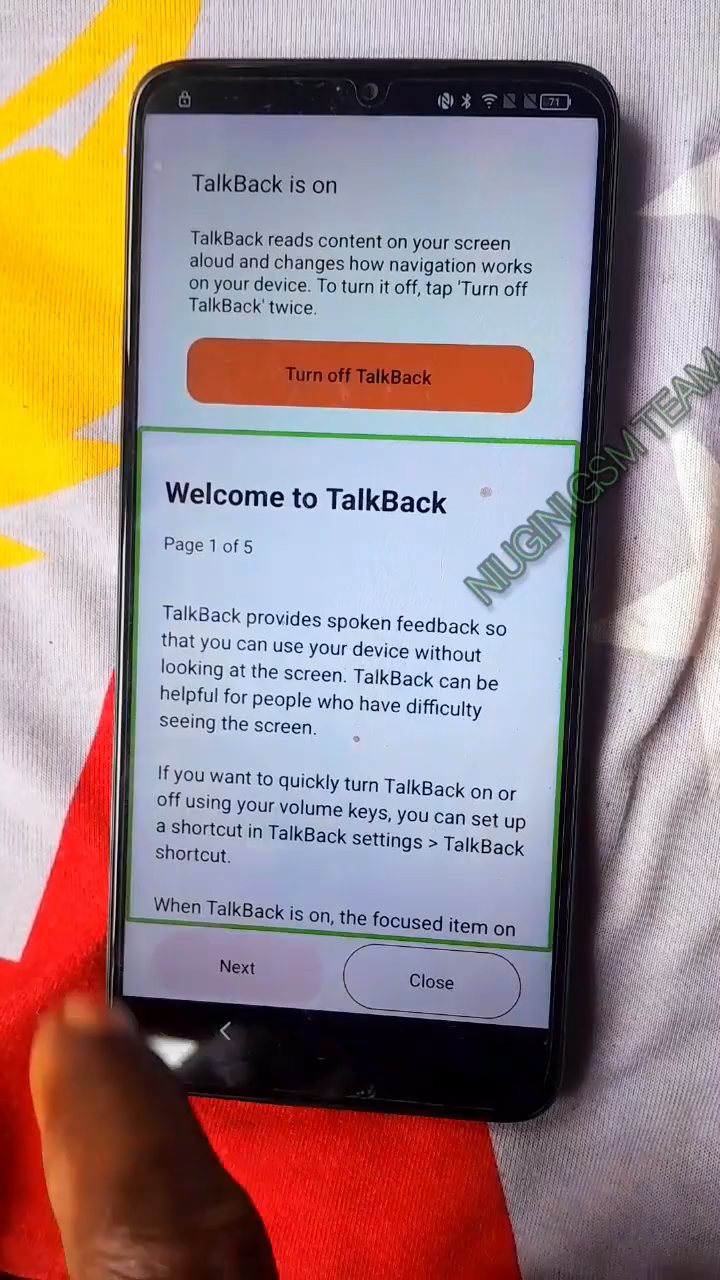 71
TalkBack is on
TalkBack reads content on your screen
aloud and changes how navigation works
on your device. To turn it off, tap 'Turn off
TalkBack' twice.
Turn off TalkBack
Welcome to TalkBack
Page 1 of 5
TalkBack provides spoken feedback so
that you can use your device without
looking at the screen. TalkBack can be
helpful for people who have difficulty
seeing the screen.
If you want to quickly turn TalkBack on or
off using your volume keys, you can set up
a shortcut in TalkBack settings > TalkBack
shortcut.
When TalkBack is on, the focused item on
Next
Close
NIUGINI GSM TEAM